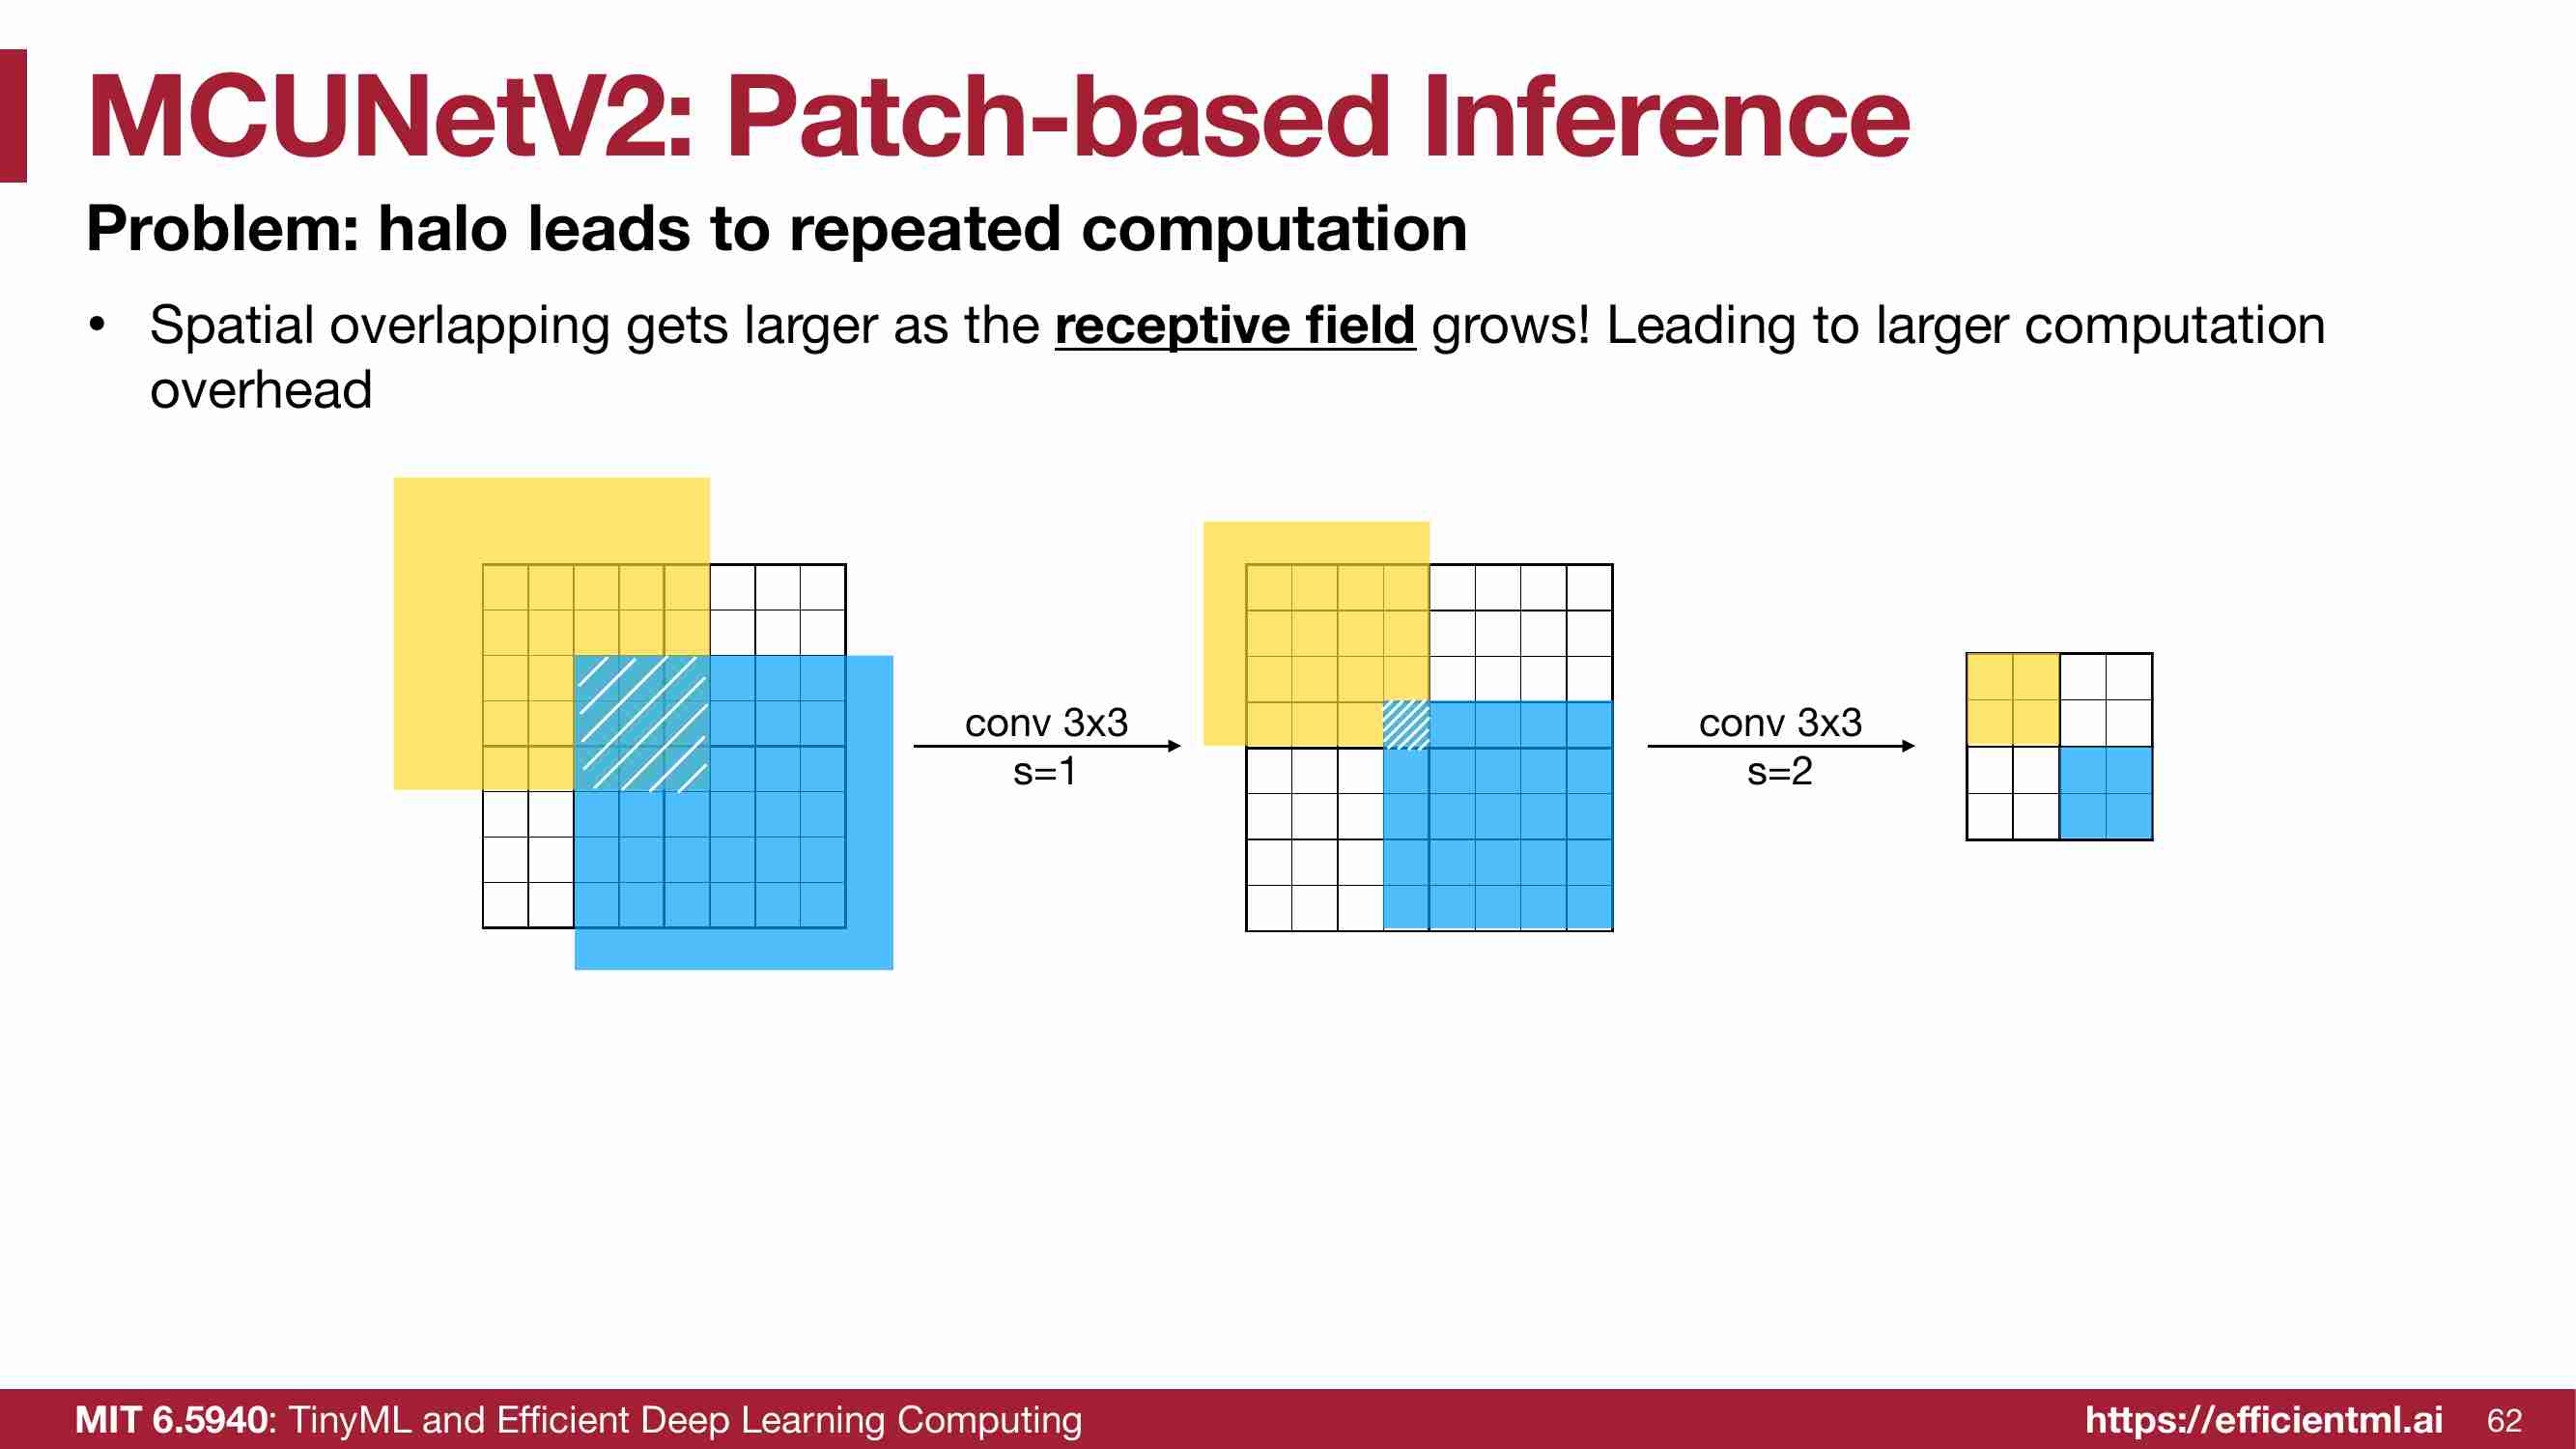 MCUNetV2: Patch-based Inference
Problem: halo leads to repeated computation
• Spatial overlapping gets larger as the receptive field grows! Leading to larger computation
overhead
conv 3x3
s=1
conv 3x3
s=2
MIT 6.5940: TinyML and Efficient Deep Learning Computing
https://efficientml.ai 62